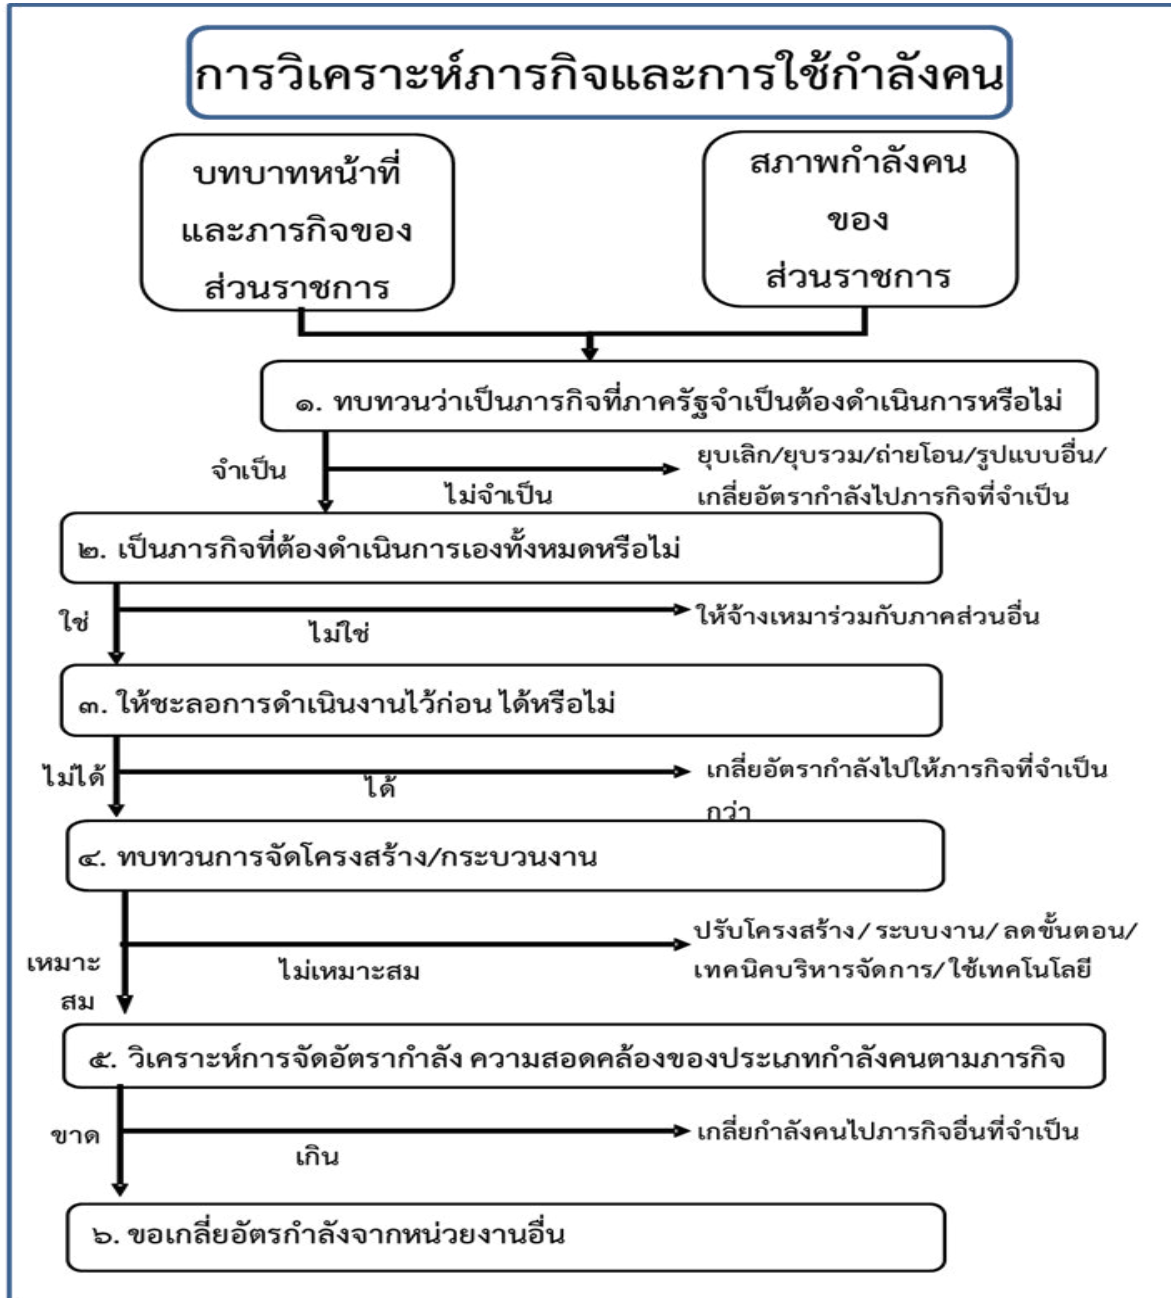 การวิเคราะห์ภารกิจและการใช้กำลังคน
บทบาทหน้าที่
และภารกิจของ
ส่วนราชการ
สภาพกำลังคน
ของ
ส่วนราชการ
๑. ทบทวนว่าเป็นภารกิจที่ภาครัฐจำเป็นต้องดำเนินการหรือไม่
จำเป็น
ไม่จำเป็น
ยุบเลิก/ยุบรวม/ถ่ายโอน/รูปแบบอื่น/
เกลี่ยอัตรากำลังไปภารกิจที่จำเป็น
๒. เป็นภารกิจที่ต้องดำเนินการเองทั้งหมดหรือไม่
ใช่
ไม่ใช่
ให้จ้างเหมาร่วมกับภาคส่วนอื่น
๓. ให้ชะลอการดำเนินงานไว้ก่อน ได้หรือไม่
ไม่ได้
ได้
เกลี่ยอัตรากำลังไปให้ภารกิจที่จำเป็น
กว่า
๔. ทบทวนการจัดโครงสร้าง/กระบวนงาน
เหมาะ
สม
ไม่เหมาะสม
ปรับโครงสร้าง/ ระบบงาน/ ลดขั้นตอน/
เทคนิคบริหารจัดการ/ ใช้เทคโนโลยี
๕. วิเคราะห์การจัดอัตรากำลัง ความสอดคล้องของประเภทกำลังคนตามภารกิจ
ขาด
เกิน
เกลี่ยกำลังคนไปภารกิจอื่นที่จำเป็น
๖. ขอเกลี่ยอัตรกำลังจากหน่วยงานอื่น